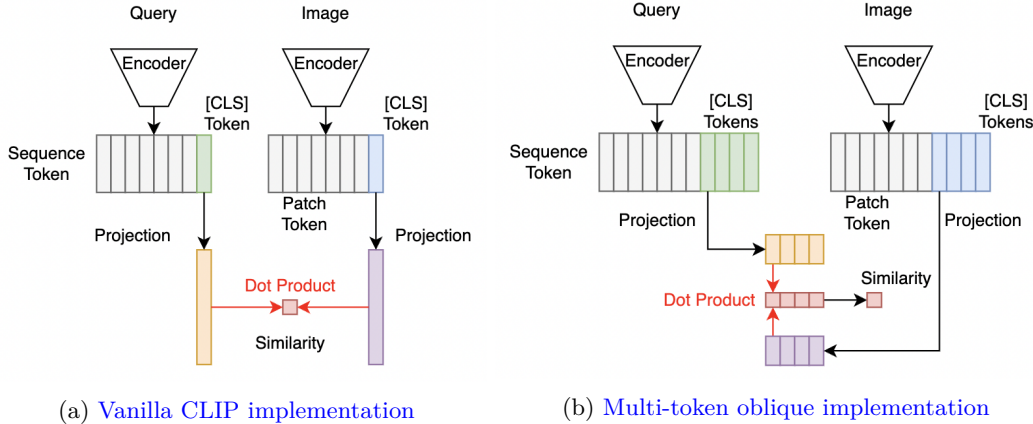 Query
Image
Encoder
Encoder
[CLS]
Token
[CLS]
Token
Sequence
Token
Patch
Token
Projection
Projection
Dot Product
Similarity
(a) Vanilla CLIP implementation
Query
Image
Encoder
Encoder
[CLS]
Tokens
[CLS]
Tokens
Sequence
Token
Patch
Token
Projection
Projection
Similarity
Dot Product
(b) Multi-token oblique implementation